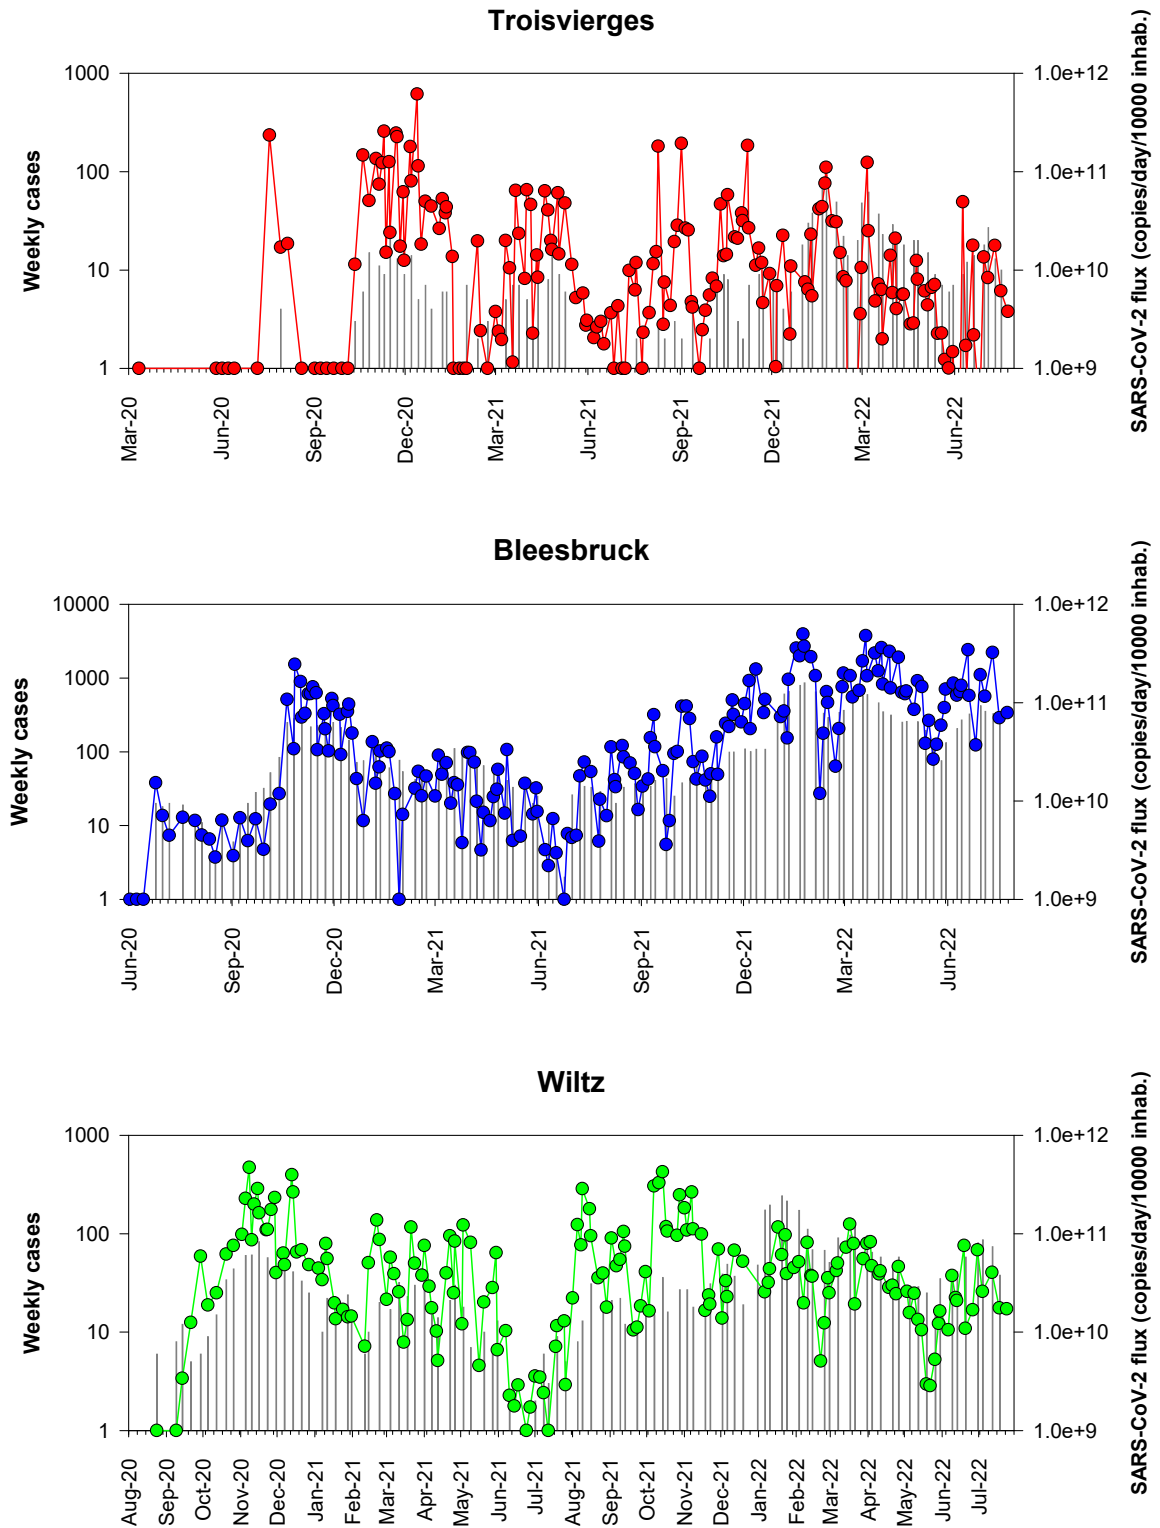 Troisvierges
Weekly cases
SARS-CoV-2 flux (copies/day/10000 inhab.)
1000
100
10
1
1.0e+12
1.0e+11
1.0e+10
1.0e+9
Mar-20
Jun-20
Sep-20
Dec-20
Mar-21
Jun-21
Sep-21
Dec-21
Mar-22
Jun-22
Bleesbruck
Weekly cases
SARS-CoV-2 flux (copies/day/10000 inhab.)
10000
1000
100
10
1
1.0e+12
1.0e+11
1.0e+10
1.0e+9
Jun-20
Sep-20
Dec-20
Mar-21
Jun-21
Sep-21
Dec-21
Mar-22
Jun-22
Wiltz
Weekly cases
SARS-CoV-2 flux (copies/day/10000 inhab.)
1000
100
10
1
1.0e+12
1.0e+11
1.0e+10
1.0e+9
Aug-20
Sep-20
Oct-20
Nov-20
Dec-20
Jan-21
Feb-21
Mar-21
Apr-21
May-21
Jun-21
Jul-21
Aug-21
Sep-21
Oct-21
Nov-21
Dec-21
Jan-22
Feb-22
Mar-22
Apr-22
May-22
Jun-22
Jul-22